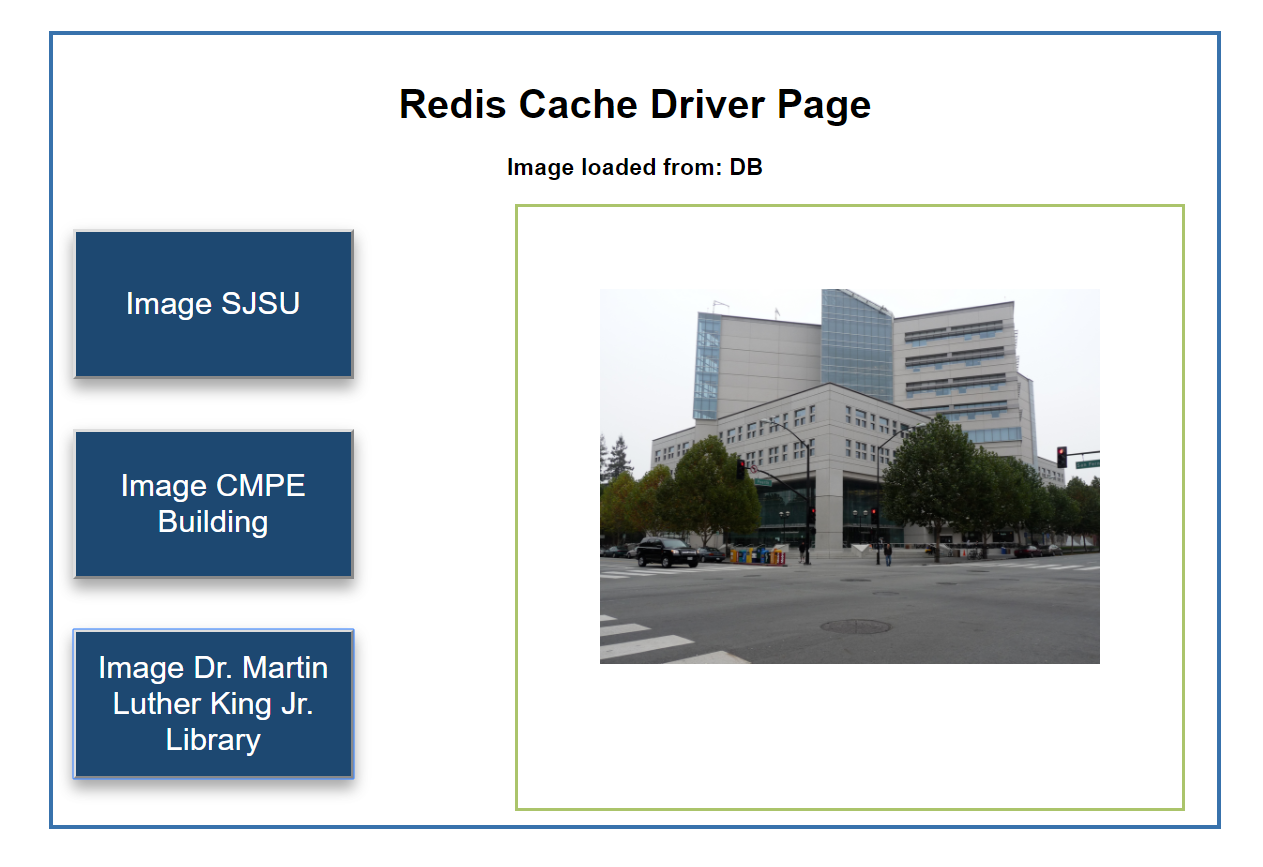 Redis Cache Driver Page
Image loaded from: DB
Image SJSU
Image CMPE
Building
Image Dr. Martin
Luther King Jr.
Library